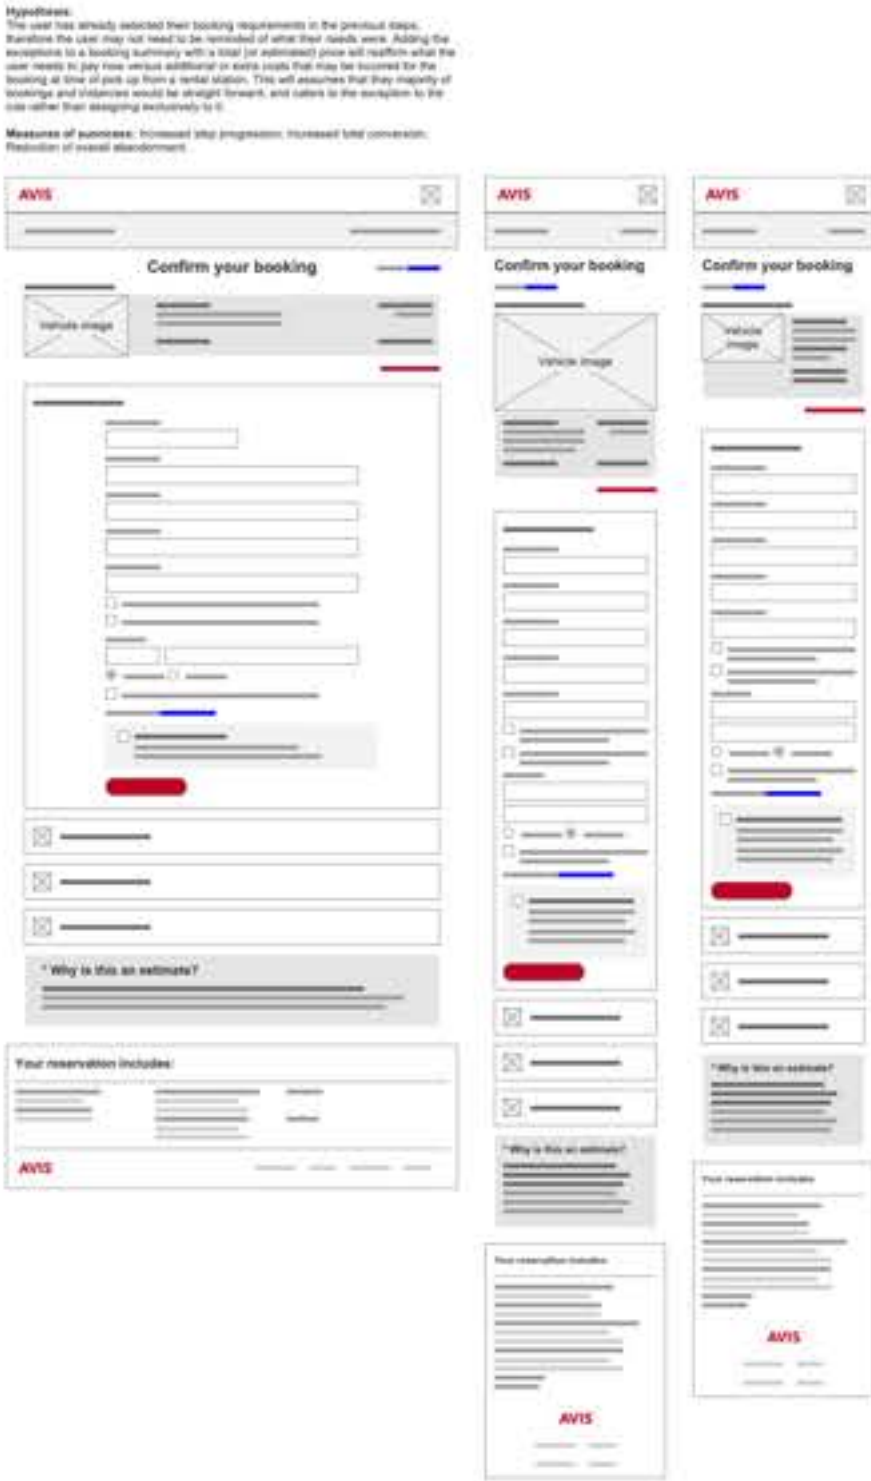 Hypothesis:
The user has already selected their booking requirements in the previous steps,
therefore the user may not need to be reminded of what their needs were. Adding the
exceptions to a booking summary with a total (or estimated) price will reaffirm what the
user needs to pay now versus additional or extra costs that may be incurred for the
booking at time of pick up from a rental station. This will assumes that they majority of
bookings and instances would be straight forward, and caters to the exception to the
rule rather than designing exclusively to it.
Measures of sunncess: Increased step progression. Increased total conversion.
Reduction of overall abandonment.
AVIS
Confirm your booking
Vehicle image
* Why is this an estimate?
Your reservation includes:
AVIS
AVIS
Confirm your booking
Vehicle image
* Why is this an estimate?
Your reservation includes:
AVIS
AVIS
Confirm your booking
Vehicle
image
* Why is this an estimate?
Your reservation includes:
AVIS